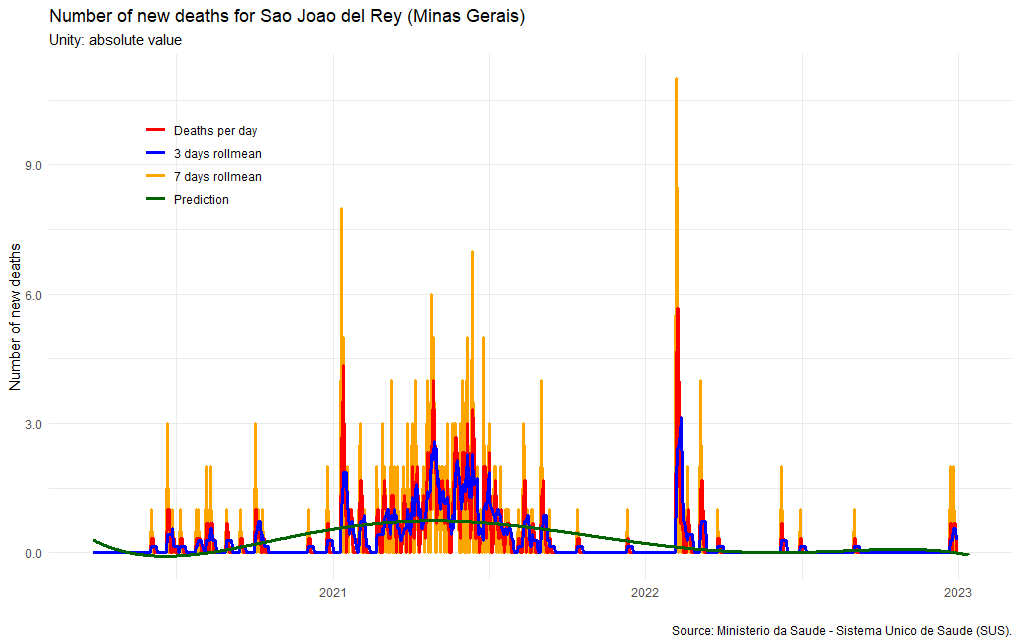 Number of new deaths for Sao Joao del Rey (Minas Gerais)
Unity: absolute value
Deaths per day
3 days rollmean
7 days rollmean
Prediction
Number of new deaths
9.0
6.0
3.0
0.0
2021
2022
2023
Source: Ministerio da Saude - Sistema Unico de Saude (SUS).